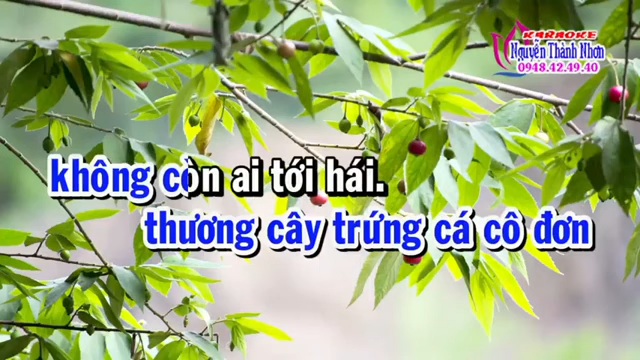 KARAOKE
Nguyễn Thành Nhơn
0948.42.49.40
không còn ai tới hái.
thương cây trứng cá cô đơn